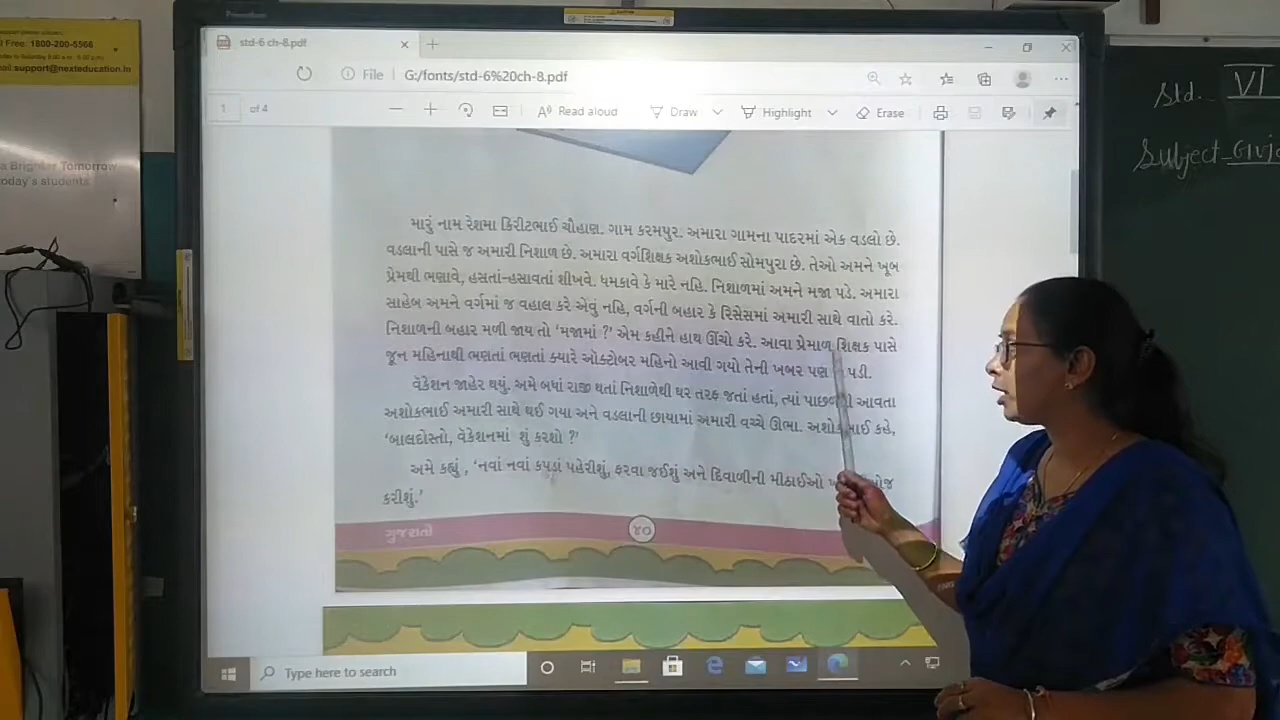 Free: 1800-200-5566
support@nexteducation.in
a Brighter Tomorrow
today's students
std-6 ch-8.pdf
File G:/fonts/std-6%20ch-8.pdf
1 of 4
Read aloud Draw Highlight Erase
Std. VI
Subject
મારું નામ રેશમા કિરીટભાઈ ચૌહાણ. ગામ કરમપુર. અમારા ગામના પાદરમાં એક વડલો છે.
વડલાની પાસે જ અમારી નિશાળ છે. અમારા વર્ગશિક્ષક અશોકભાઈ સોમપુરા છે. તેઓ અમને ખૂબ
પ્રેમથી ભણાવે, હસતાં-હસાવતાં શીખવે. ધમકાવે કે મારે નહિ. નિશાળમાં અમને મજા પડે. અમારા
સાહેબ અમને વર્ગમાં જ વહાલ કરે એવું નહિ, વર્ગની બહાર કે રિસેસમાં અમારી સાથે વાતો કરે.
નિશાળની બહાર મળી જાય તો ‘મજામાં ?’ એમ કહીને હાથ ઊંચો કરે. આવા પ્રેમાળ શિક્ષક પાસે
જૂન મહિનાથી ભણતાં ભણતાં ક્યારે ઑક્ટોબર મહિનો આવી ગયો તેની ખબર પણ પડી.
વૅકેશન જાહેર થયું. અમે બધાં રાજી થતાં નિશાળેથી ઘર તરફ જતાં હતાં, ત્યાં આવતા
અશોકભાઈ અમારી સાથે થઈ ગયા અને વડલાની છાયામાં અમારી વચ્ચે ઊભા. અશોકભાઈ કહે,
‘બાલદોસ્તો, વૅકેશનમાં શું કરશો ?’
અમે કહ્યું , ‘નવાં નવાં કપડાં પહેરીશું, ફરવા જઈશું અને દિવાળીની મીઠાઈઓ
કરીશું.’
ગુજરાતી ૪૦
Type here to search